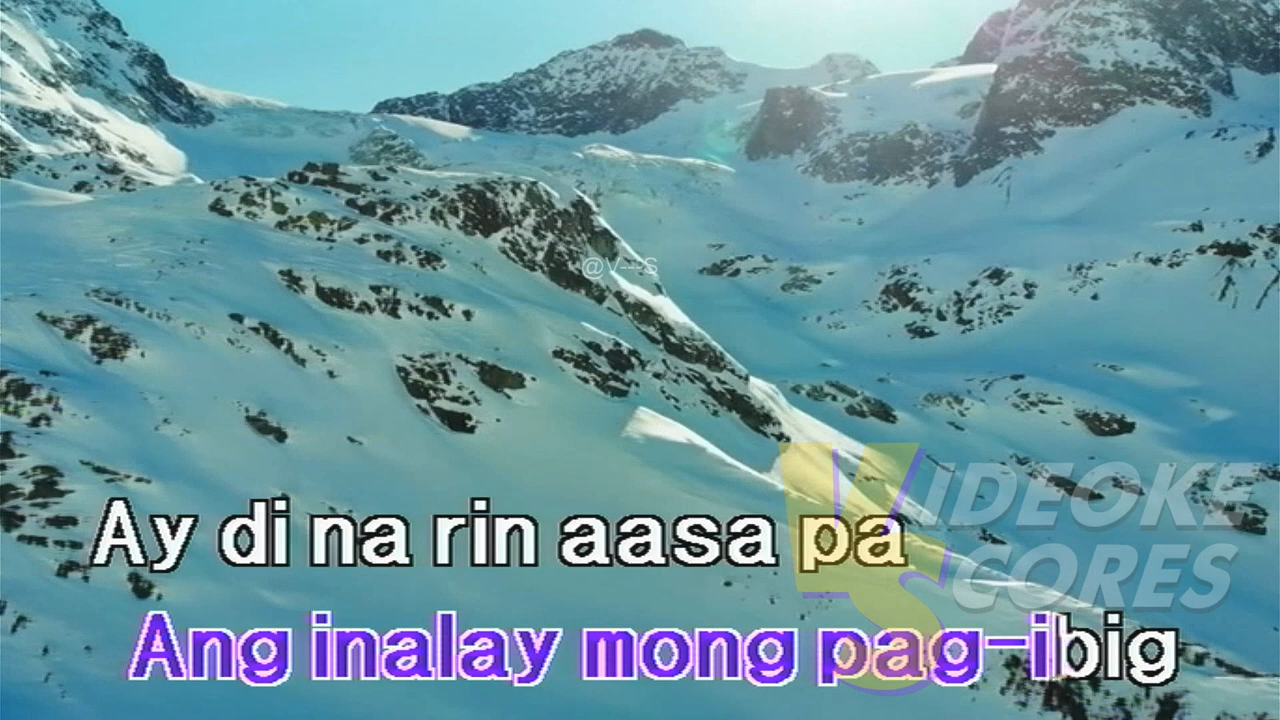 @V---S
VIDEOKE
SCORES
Ay di na rin aasa pa
Ang inalay mong pag-ibig